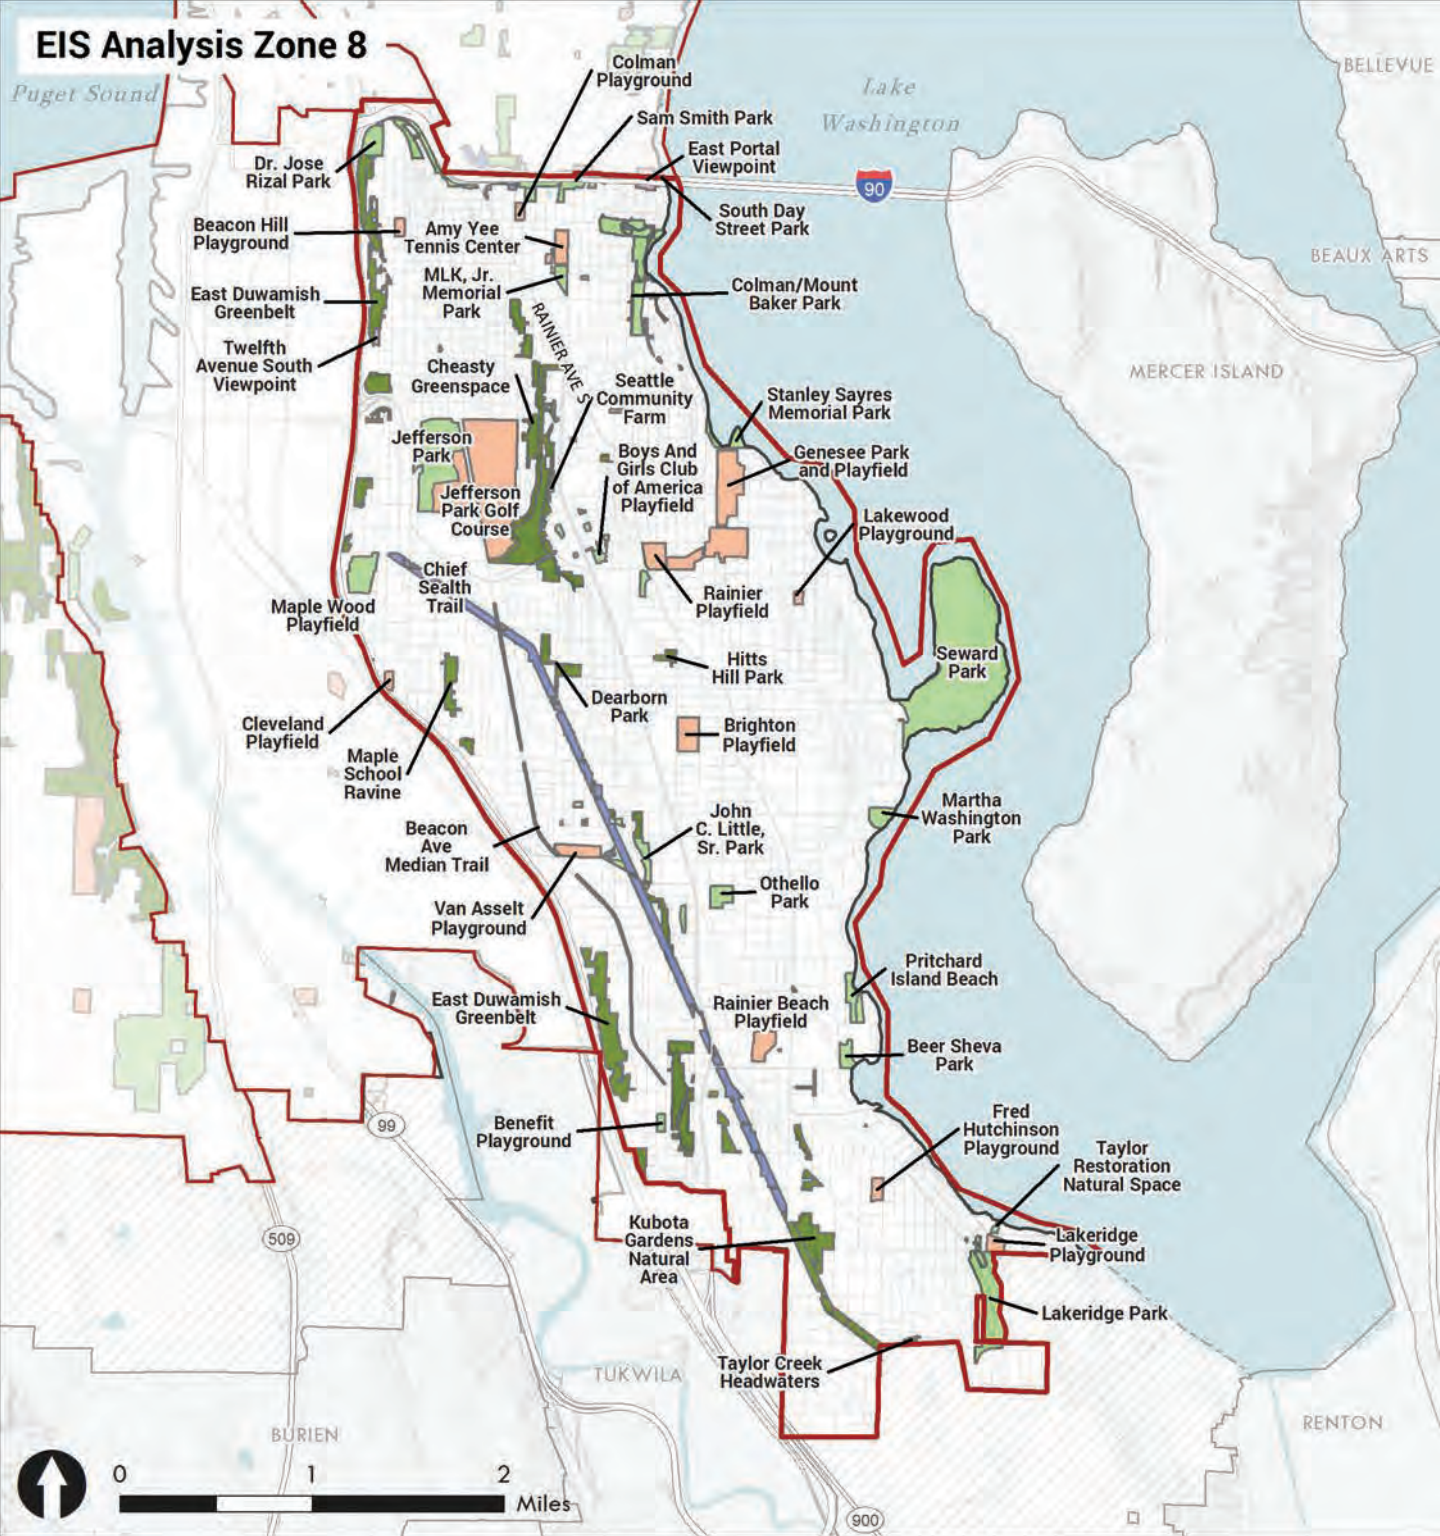 EIS Analysis Zone 8
Puget Sound
Lake
Washington
BELLEVUE
90
BEAUX ARTS
MERCER ISLAND
Colman
Playground
Sam Smith Park
East Portal
Viewpoint
Dr. Jose
Rizal Park
South Day
Street Park
Beacon Hill
Playground
Amy Yee
Tennis Center
MLK, Jr.
Memorial
Park
Colman/Mount
Baker Park
East Duwamish
Greenbelt
RAINIER AVE S
Twelfth
Avenue South
Viewpoint
Cheasty
Greenspace
Seattle
Community
Farm
Stanley Sayres
Memorial Park
Jefferson
Park
Boys And
Girls Club
of America
Playfield
Genesee Park
and Playfield
Jefferson
Park Golf
Course
Lakewood
Playground
Chief
Sealth
Trail
Maple Wood
Playfield
Rainier
Playfield
Hitts
Hill Park
Seward
Park
Dearborn
Park
Cleveland
Playfield
Brighton
Playfield
Maple
School
Ravine
Martha
Washington
Park
John
C. Little,
Sr. Park
Beacon
Ave
Median Trail
Othello
Park
Van Asselt
Playground
Pritchard
Island Beach
East Duwamish
Greenbelt
Rainier Beach
Playfield
Beer Sheva
Park
Benefit
Playground
99
Fred
Hutchinson
Playground
Taylor
Restoration
Natural Space
509
Kubota
Gardens
Natural
Area
Lakeridge
Playground
Lakeridge Park
Taylor Creek
Headwaters
TUKWILA
RENTON
BURIEN
0 1 2
Miles
900